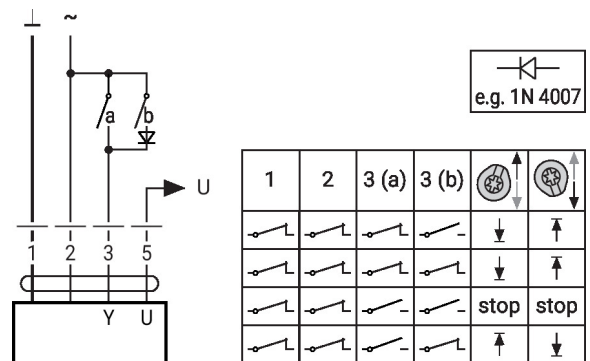 ⊥ ~
e.g. 1N 4007
a b
U
1 2 3 (a) 3 (b)
1 2 3 5
Y U
stop stop